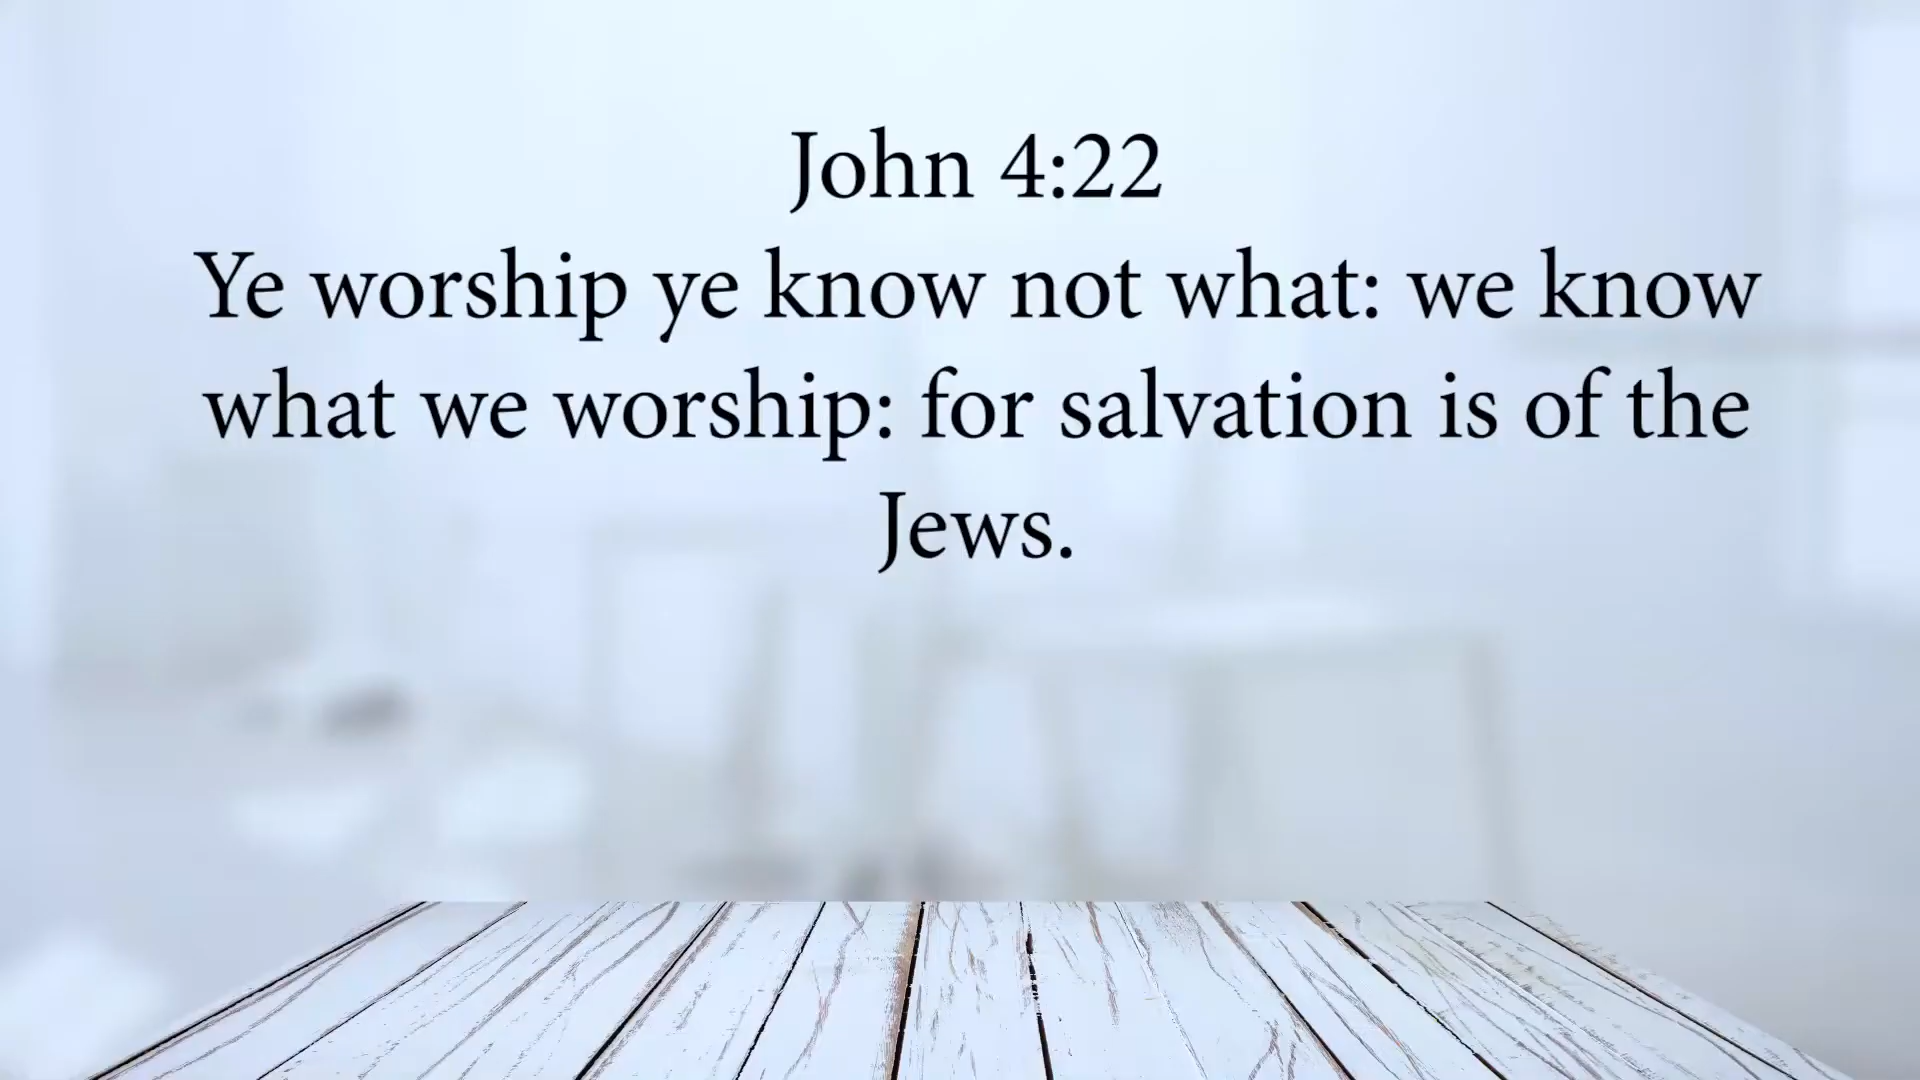 John 4:22
Ye worship ye know not what: we know
what we worship: for salvation is of the
Jews.